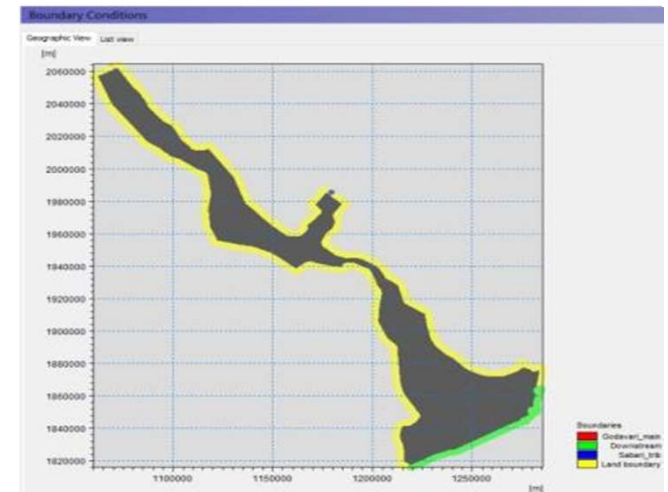 Boundary Conditions
Geographic View List view
[m]
2060000
2040000
2020000
2000000
1980000
1960000
1940000
1920000
1900000
1880000
1860000
1840000
1820000
1100000 1150000 1200000 1250000
[m]
Boundaries
Godavari_main
Downstream
Sabari_trib
Land boundary